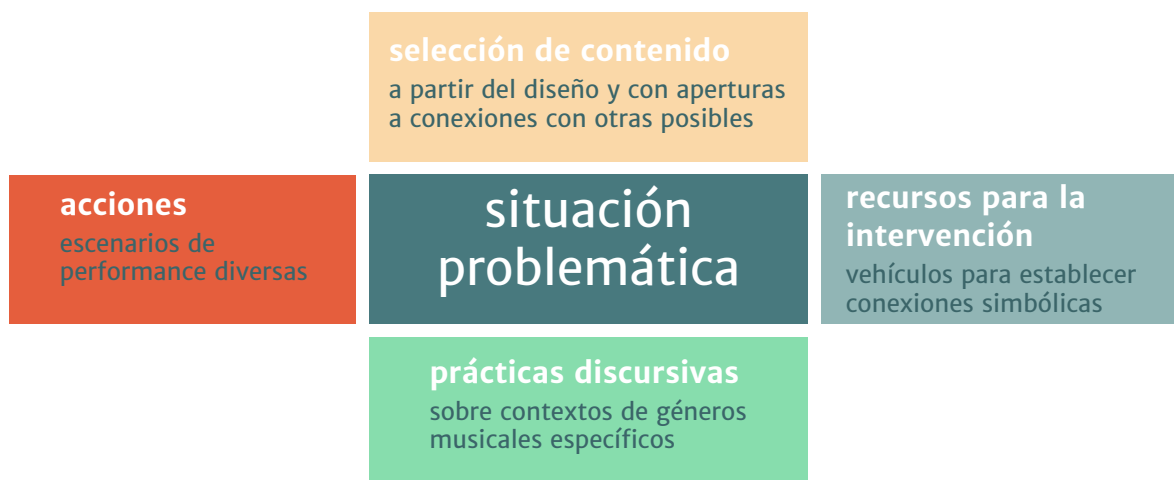 selección de contenido
a partir del diseño y con aperturas
a conexiones con otras posibles
acciones
escenarios de
performance diversas
situación
problemática
recursos para la
intervención
vehículos para establecer
conexiones simbólicas
prácticas discursivas
sobre contextos de géneros
musicales específicos